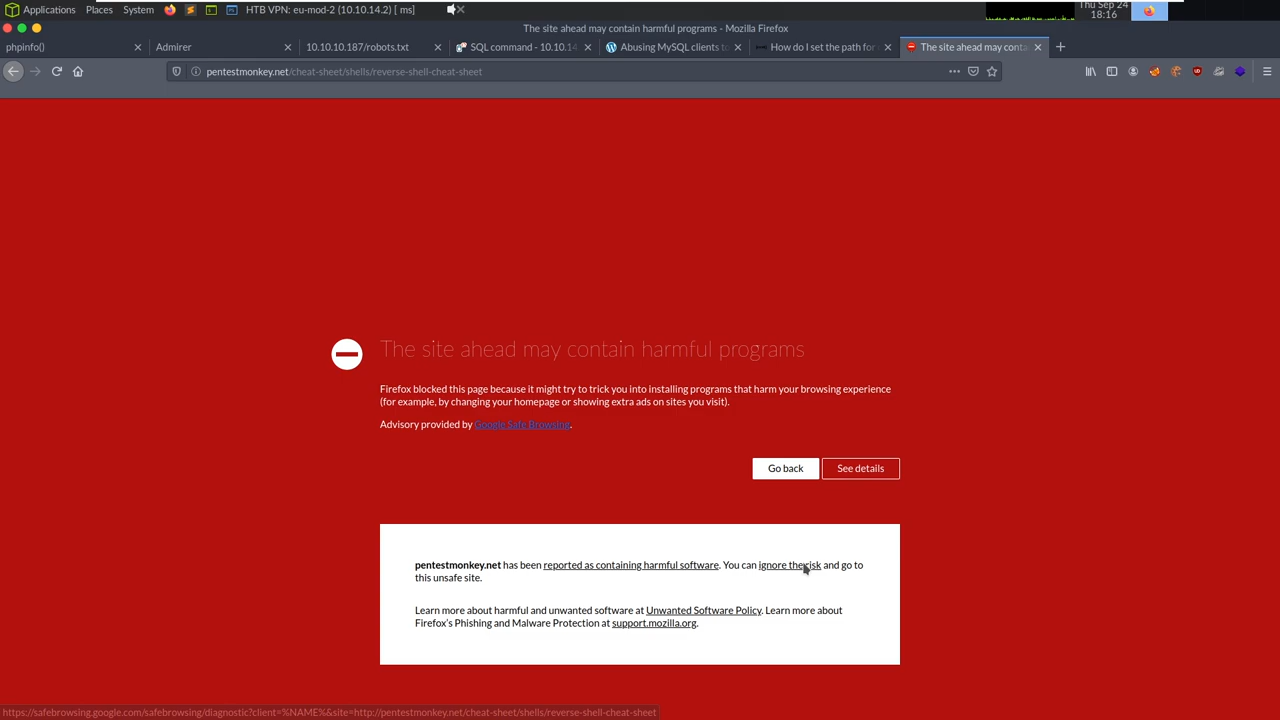 Applications Places System HTB VPN: eu-mod-2 (10.10.14.2) [ ms] Thu Sep 24
18:16
The site ahead may contain harmful programs - Mozilla Firefox
phpinfo() Admirer 10.10.10.187/robots.txt SQL command - 10.10.14 Abusing MySQL clients to How do I set the path for The site ahead may conta
pentestmonkey.net/cheat-sheet/shells/reverse-shell-cheat-sheet
The site ahead may contain harmful programs
Firefox blocked this page because it might try to trick you into installing programs that harm your browsing experience
(for example, by changing your homepage or showing extra ads on sites you visit).
Advisory provided by Google Safe Browsing.
Go back See details
pentestmonkey.net has been reported as containing harmful software. You can ignore the risk and go to
this unsafe site.
Learn more about harmful and unwanted software at Unwanted Software Policy. Learn more about
Firefox's Phishing and Malware Protection at support.mozilla.org.
https://safebrowsing.google.com/safebrowsing/diagnostic?client=%NAME%&site=http://pentestmonkey.net/cheat-sheet/shells/reverse-shell-cheat-sheet